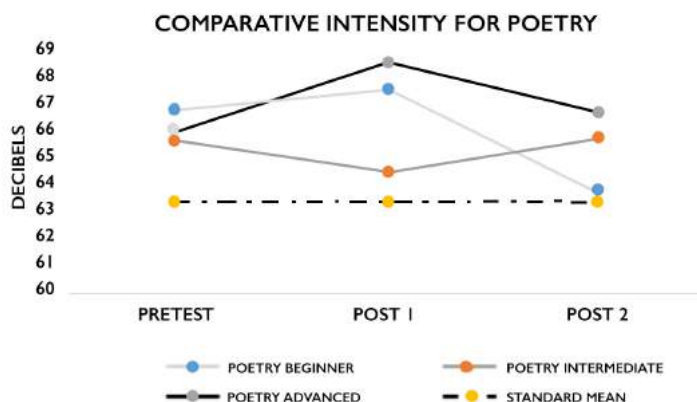 COMPARATIVE INTENSITY FOR POETRY
69
68
67
66
65
64
63
62
61
60
DECIBELS
PRETEST POST 1 POST 2
POETRY BEGINNER POETRY INTERMEDIATE
POETRY ADVANCED STANDARD MEAN